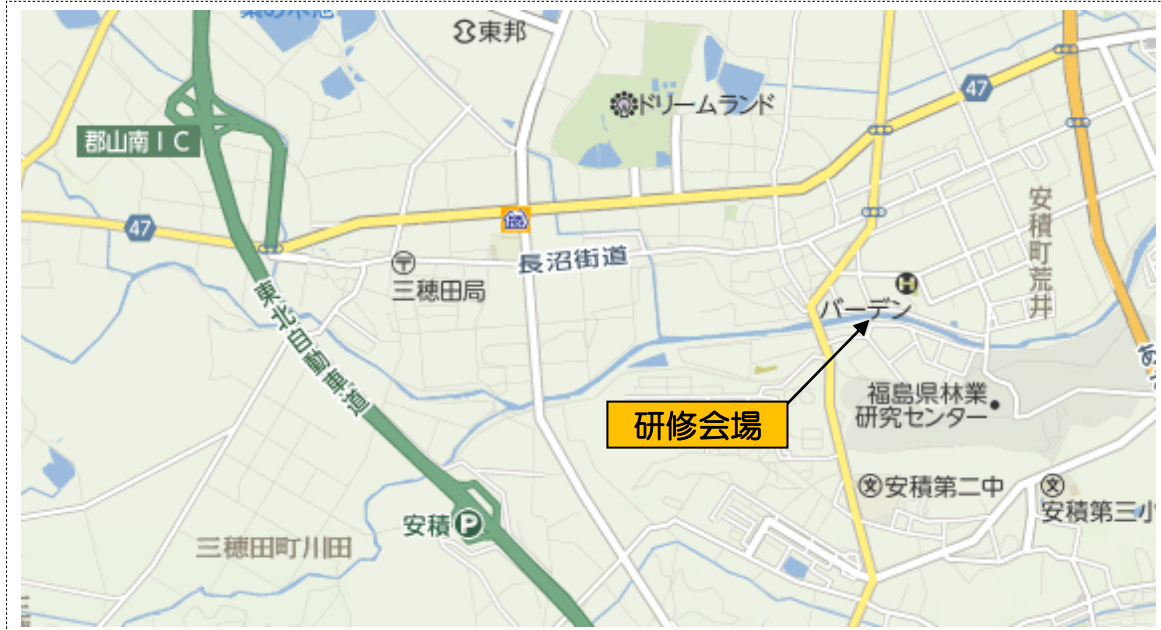 東邦
ドリームランド
47
郡山南IC
安積町荒井
47
長沼街道
三穂田局
バーデン
東北自動車道
研修会場
福島県林業
研究センター
安積第二中
安積
安積第三小
三穂田町川田